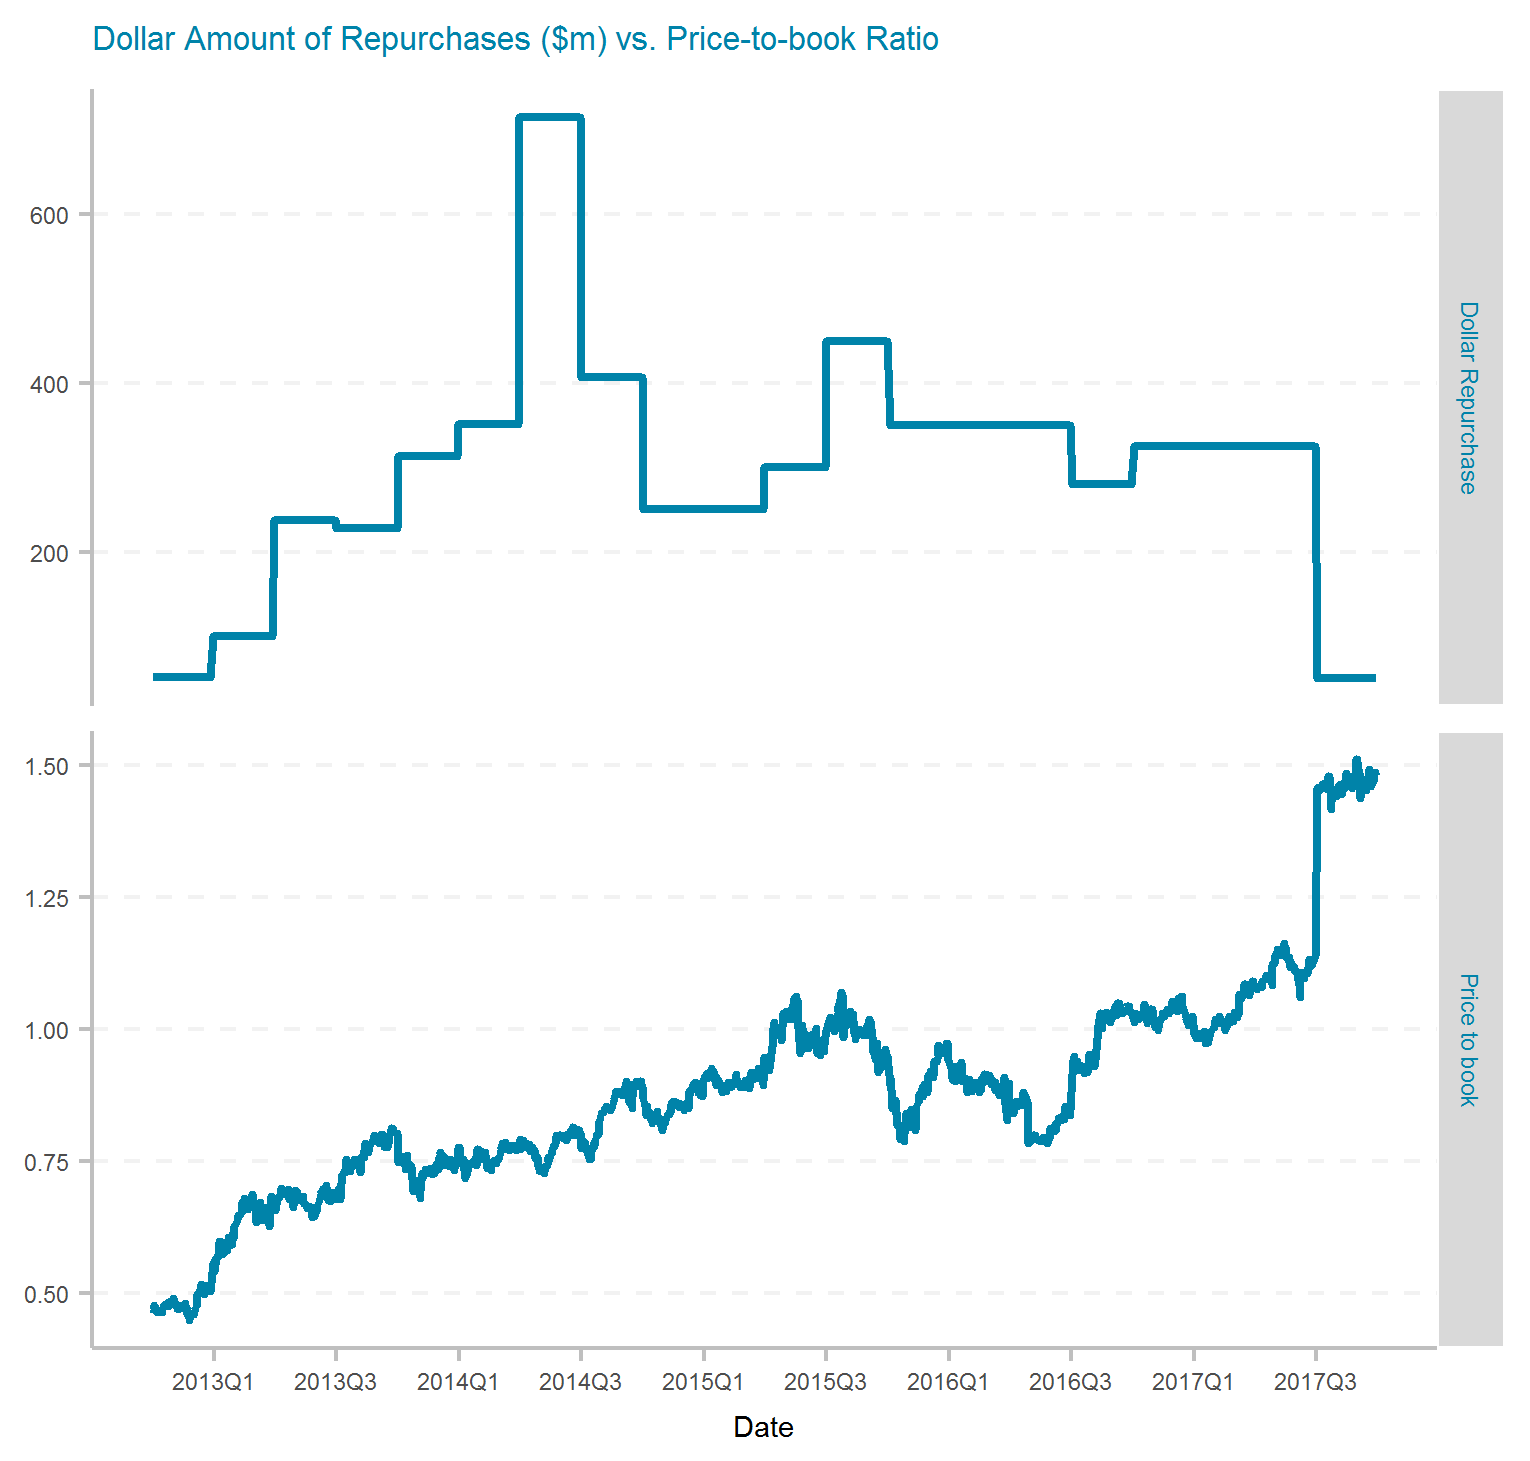 Dollar Amount of Repurchases ($m) vs. Price-to-book Ratio
600
400
200
Dollar Repurchase
1.50
1.25
1.00
0.75
0.50
Price to book
2013Q1 2013Q3 2014Q1 2014Q3 2015Q1 2015Q3 2016Q1 2016Q3 2017Q1 2017Q3
Date